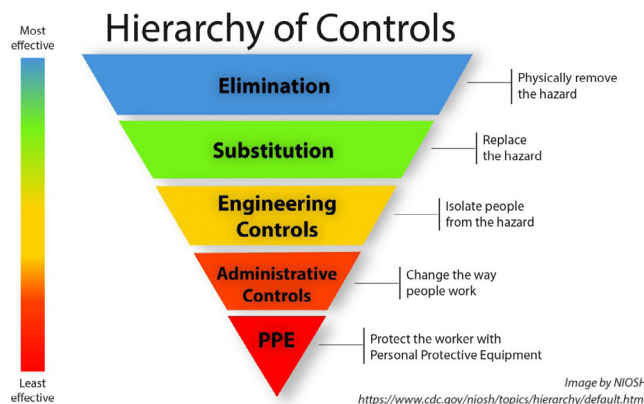 Hierarchy of Controls
Most
effective
Elimination
Physically remove
the hazard
Substitution
Replace
the hazard
Engineering
Controls
Isolate people
from the hazard
Administrative
Controls
Change the way
people work
PPE
Protect the worker with
Personal Protective Equipment
Least
effective
Image by NIOSH
https://www.cdc.gov/niosh/topics/hierarchy/default.htm